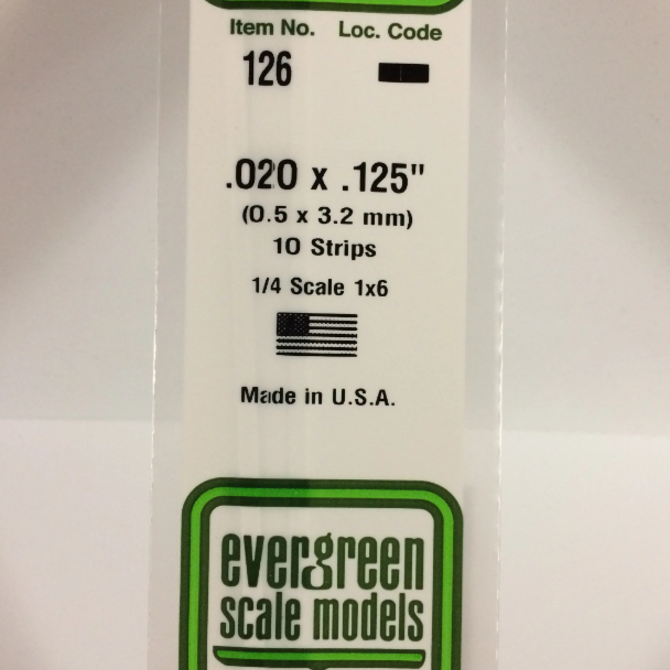 Item No. Loc. Code
126
.020 x .125"
(0.5 x 3.2 mm)
10 Strips
1/4 Scale 1x6
Made in U.S.A.
evergreen
scale models